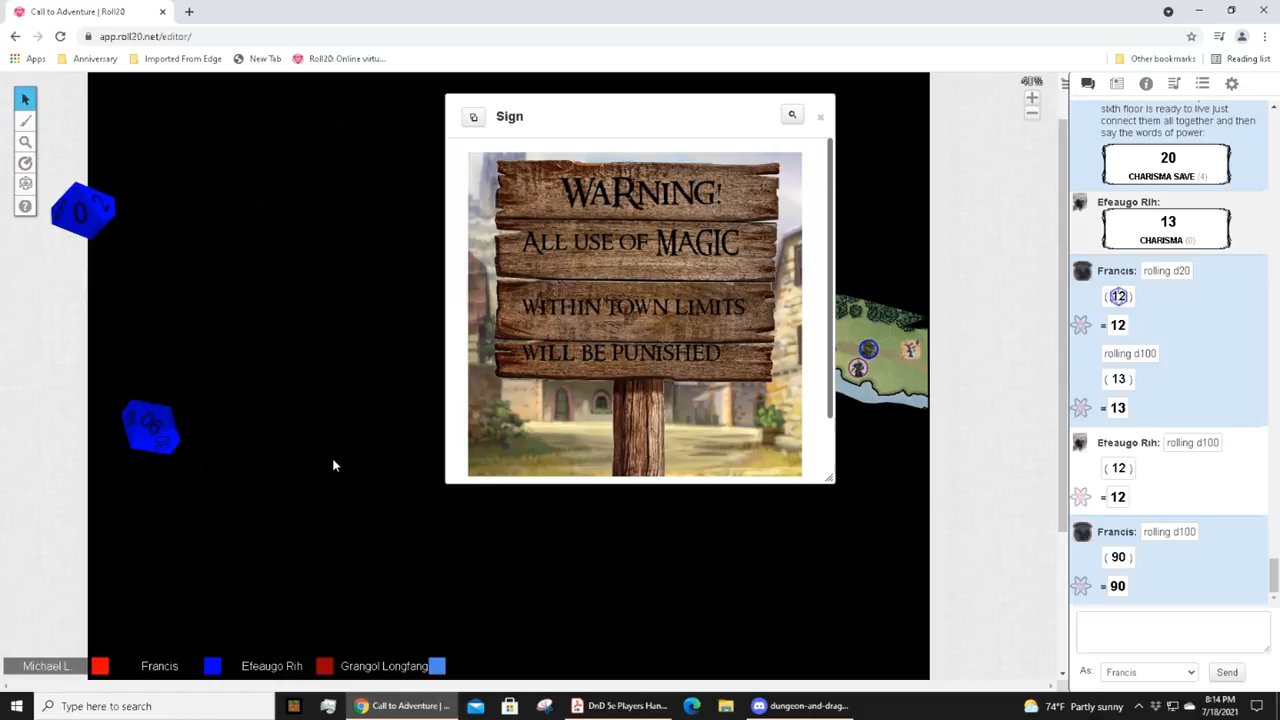 Call to Adventure | Roll20
app.roll20.net/editor/
Apps
Anniversary
Imported From Edge
New Tab
Roll20: Online virtu...
Other bookmarks
Reading list
40%
Sign
WARNING!
ALL USE OF MAGIC
WITHIN TOWN LIMITS
WILL BE PUNISHED
sixth floor is ready to live just
connect them all together and then
say the words of power:
20
CHARISMA SAVE (4)
Efeaugo Rih:
13
CHARISMA (0)
Francis: rolling d20
(12)
= 12
rolling d100
(13)
= 13
Efeaugo Rih: rolling d100
(12)
= 12
Francis: rolling d100
(90)
= 90
As: Francis
Send
Michael L.
Francis
Efeaugo Rih
Grangol Longfang
Type here to search
Call to Adventure | ...
DnD 5e Players Han...
dungeon-and-drag...
74°F Partly sunny
8:14 PM
7/18/2021